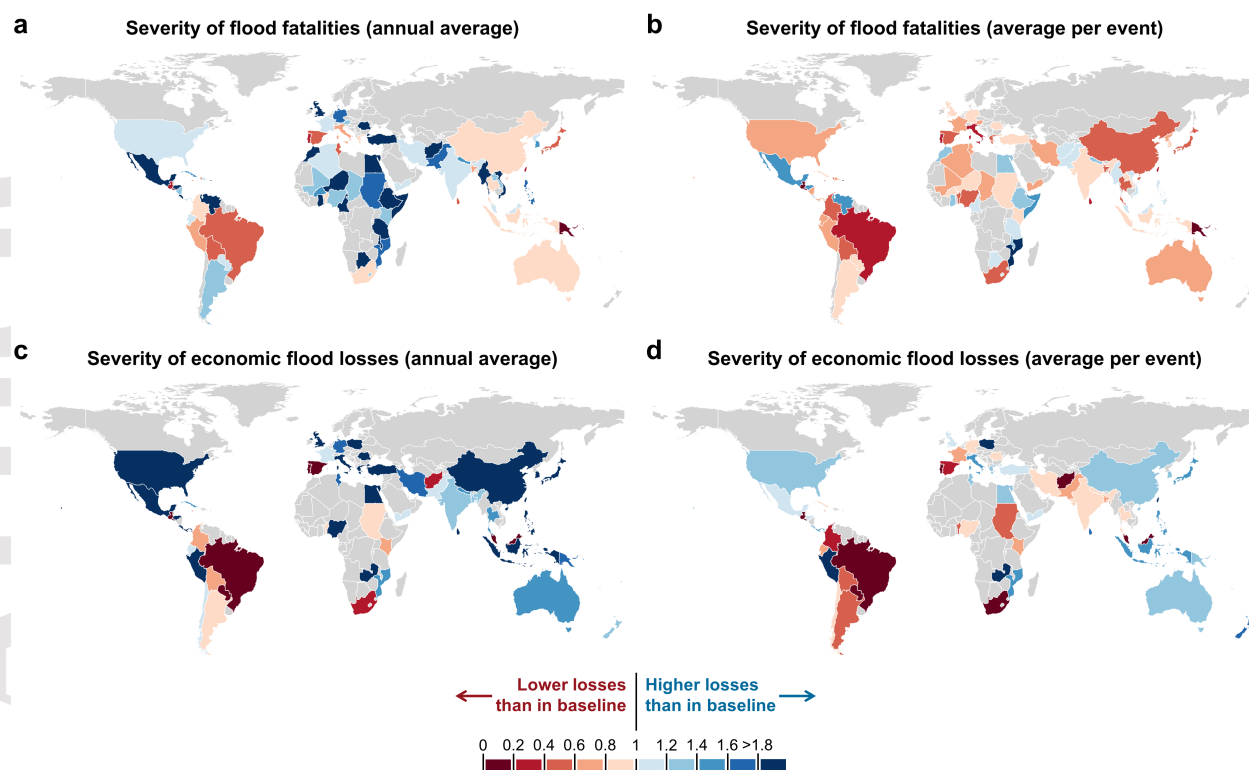 a
Severity of flood fatalities (annual average)
b
Severity of flood fatalities (average per event)
c
Severity of economic flood losses (annual average)
d
Severity of economic flood losses (average per event)
Lower losses
than in baseline
Higher losses
than in baseline
0 0.2 0.4 0.6 0.8 1 1.2 1.4 1.6 >1.8